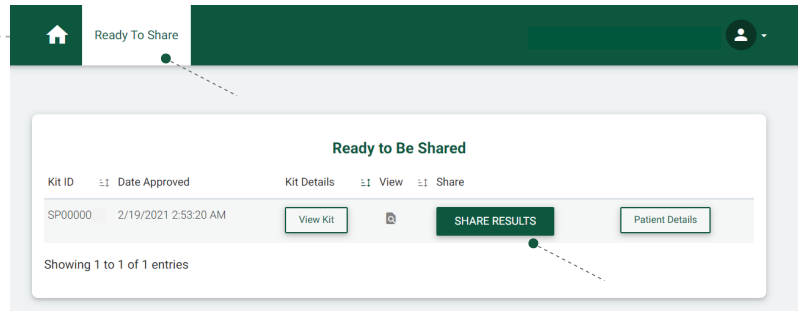 Ready To Share
Ready to Be Shared
Kit ID Date Approved Kit Details View Share
SP00000 2/19/2021 2:53:20 AM View Kit SHARE RESULTS Patient Details
Showing 1 to 1 of 1 entries